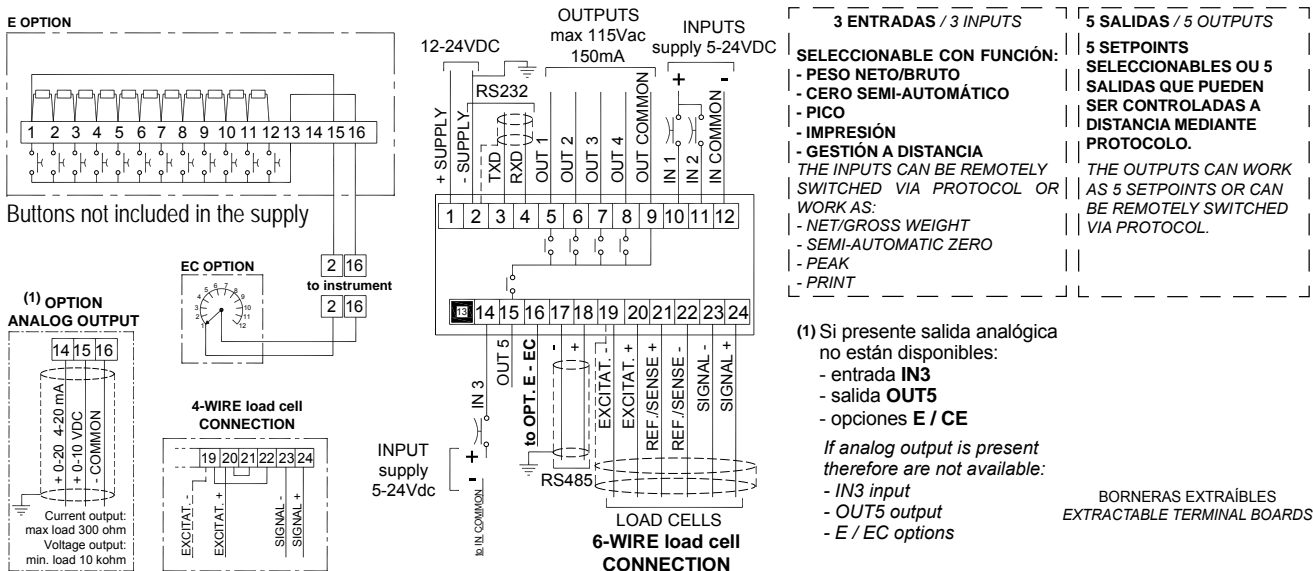 E OPTION
1 2 3 4 5 6 7 8 9 10 11 12 13 14 15 16
Buttons not included in the supply
EC OPTION
1 2 3 4 5 6 7 8 9 10 11 12
2 16
to instrument
2 16
(1) OPTION
ANALOG OUTPUT
14 15 16
+ 0-20 4-20 mA
+ 0-10 VDC
- COMMON
Current output:
max load 300 ohm
Voltage output:
min. load 10 kohm
4-WIRE load cell
CONNECTION
19 20 21 22 23 24
EXCITAT. -
EXCITAT. +
SIGNAL -
SIGNAL +
12-24VDC
RS232
OUTPUTS
max 115Vac
150mA
INPUTS
supply 5-24VDC
+ -
+ SUPPLY
- SUPPLY
TXD
RXD
OUT 1
OUT 2
OUT 3
OUT 4
OUT COMMON
IN 1
IN 2
IN COMMON
1 2 3 4 5 6 7 8 9 10 11 12
13 14 15 16 17 18 19 20 21 22 23 24
IN 3
OUT 5
to OPT. E - EC
-
+
EXCITAT. -
EXCITAT. +
REF./SENSE +
REF./SENSE -
SIGNAL -
SIGNAL +
INPUT
supply
5-24Vdc
+
-
to IN COMMON
RS485
LOAD CELLS
6-WIRE load cell
CONNECTION
3 ENTRADAS / 3 INPUTS
SELECCIONABLE CON FUNCIÓN:
- PESO NETO/BRUTO
- CERO SEMI-AUTOMÁTICO
- PICO
- IMPRESIÓN
- GESTIÓN A DISTANCIA
THE INPUTS CAN BE REMOTELY
SWITCHED VIA PROTOCOL OR
WORK AS:
- NET/GROSS WEIGHT
- SEMI-AUTOMATIC ZERO
- PEAK
- PRINT
5 SALIDAS / 5 OUTPUTS
5 SETPOINTS
SELECCIONABLES OU 5
SALIDAS QUE PUEDEN
SER CONTROLADAS A
DISTANCIA MEDIANTE
PROTOCOLO.
THE OUTPUTS CAN WORK
AS 5 SETPOINTS OR CAN
BE REMOTELY SWITCHED
VIA PROTOCOL.
(1) Si presente salida analógica
no están disponibles:
- entrada IN3
- salida OUT5
- opciones E / CE
If analog output is present
therefore are not available:
- IN3 input
- OUT5 output
- E / EC options
BORNERAS EXTRAÍBLES
EXTRACTABLE TERMINAL BOARDS